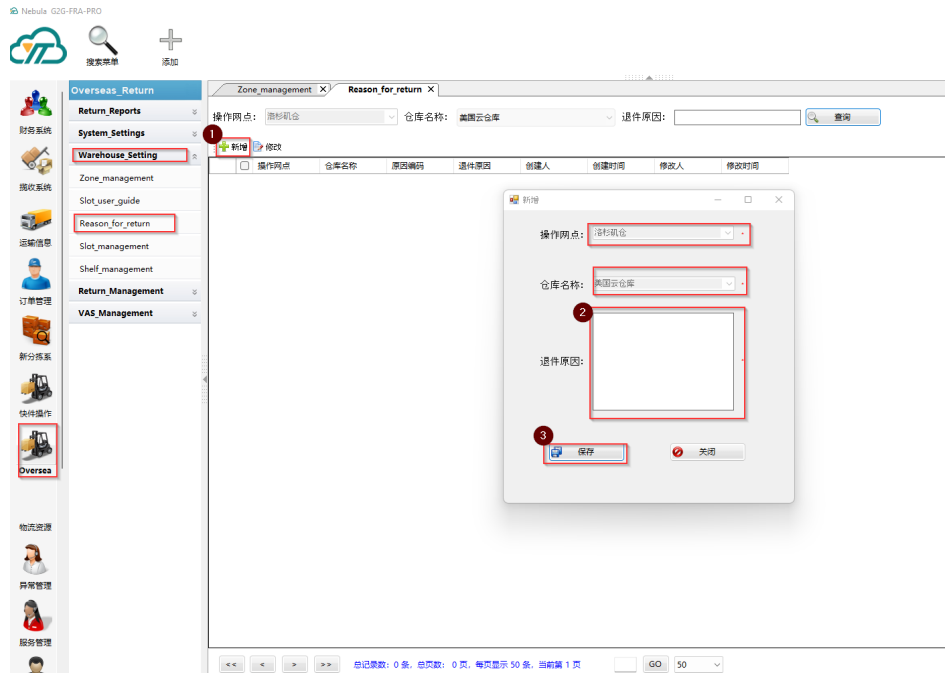 Nebula G2G-FRA-PRO
YT
搜索菜单
添加
财务系统
揽收系统
运输信息
订单管理
新分拣系
快件操作
Oversea
物流资源
异常管理
服务管理
Overseas_Return
Return_Reports
System_Settings
Warehouse_Setting
Zone_management
Slot_user_guide
Reason_for_return
Slot_management
Shelf_management
Return_Management
VAS_Management
Zone_management X Reason_for_return X
操作网点: 洛杉矶仓 仓库名称: 美国云仓库 退件原因: 查询
1
新增 修改
操作网点 仓库名称 原因编码 退件原因 创建人 创建时间 修改人 修改时间
新增
操作网点: 洛杉矶仓
仓库名称: 美国云仓库
2
退件原因:
3
保存 关闭
<< < > >> 总记录数: 0 条, 总页数: 0 页, 每页显示 50 条, 当前第 1 页 GO 50